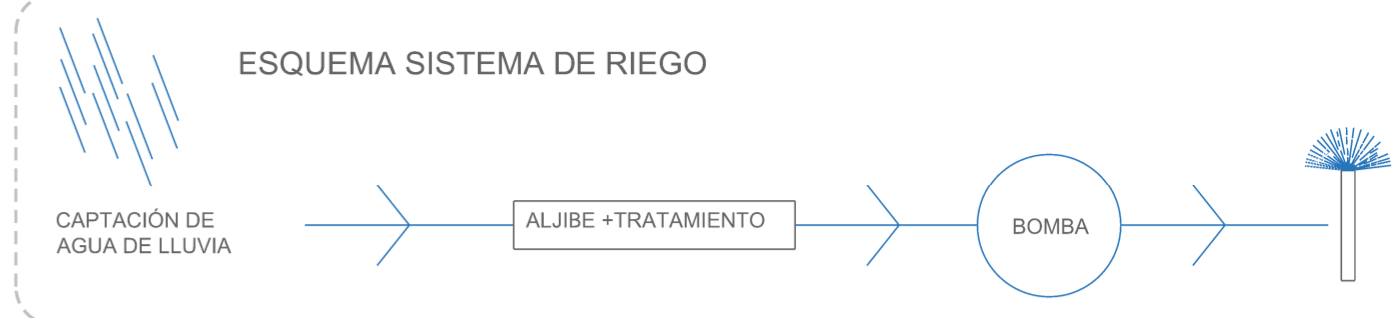 ESQUEMA SISTEMA DE RIEGO
CAPTACIÓN DE
AGUA DE LLUVIA
ALJIBE +TRATAMIENTO
BOMBA